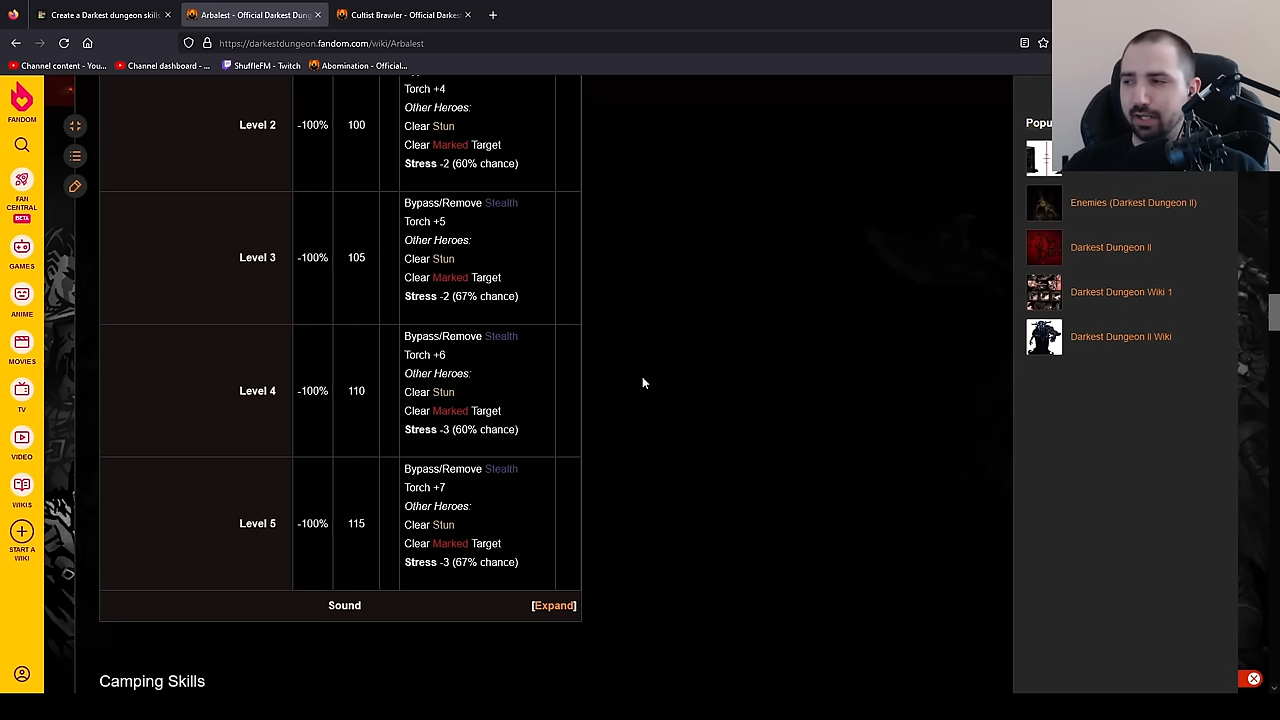 Create a Darkest dungeon skills
Arbalest - Official Darkest Dung
Cultist Brawler - Official Darkest
https://darkestdungeon.fandom.com/wiki/Arbalest
Channel content - You...
Channel dashboard - ...
ShuffleFM - Twitch
Abomination - Official...
FANDOM
FAN
CENTRAL
BETA
GAMES
ANIME
MOVIES
TV
VIDEO
WIKIS
START A
WIKI
Torch +4
Other Heroes:
Level 2 -100% 100
Clear Stun
Clear Marked Target
Stress -2 (60% chance)
Bypass/Remove Stealth
Torch +5
Other Heroes:
Level 3 -100% 105
Clear Stun
Clear Marked Target
Stress -2 (67% chance)
Bypass/Remove Stealth
Torch +6
Other Heroes:
Level 4 -100% 110
Clear Stun
Clear Marked Target
Stress -3 (60% chance)
Bypass/Remove Stealth
Torch +7
Other Heroes:
Level 5 -100% 115
Clear Stun
Clear Marked Target
Stress -3 (67% chance)
Sound [Expand]
Camping Skills
Popu
Enemies (Darkest Dungeon II)
Darkest Dungeon II
Darkest Dungeon Wiki 1
Darkest Dungeon II Wiki